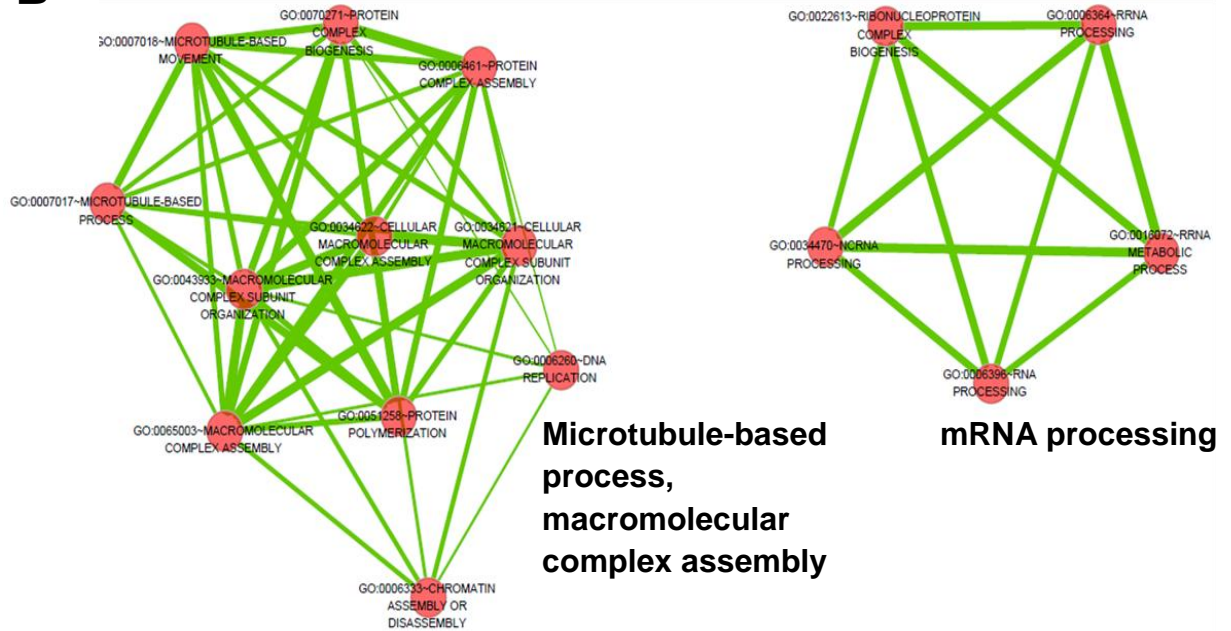 B
GO:0070271~PROTEIN
COMPLEX
BIOGENESIS
GO:0007018~MICROTUBULE-BASED
MOVEMENT
GO:0006461~PROTEIN
COMPLEX ASSEMBLY
GO:0007017~MICROTUBULE-BASED
PROCESS
GO:0034622~CELLULAR
MACROMOLECULAR
COMPLEX ASSEMBLY
GO:0034621~CELLULAR
MACROMOLECULAR
COMPLEX SUBUNIT
ORGANIZATION
GO:0043933~MACROMOLECULAR
COMPLEX SUBUNIT
ORGANIZATION
GO:0006260~DNA
REPLICATION
GO:0051258~PROTEIN
POLYMERIZATION
GO:0065003~MACROMOLECULAR
COMPLEX ASSEMBLY
GO:0006333~CHROMATIN
ASSEMBLY OR
DISASSEMBLY
Microtubule-based
process,
macromolecular
complex assembly
GO:0022613~RIBONUCLEOPROTEIN
COMPLEX
BIOGENESIS
GO:0006364~RRNA
PROCESSING
GO:0034470~NCRNA
PROCESSING
GO:0016072~RRNA
METABOLIC
PROCESS
GO:0006396~RNA
PROCESSING
mRNA processing